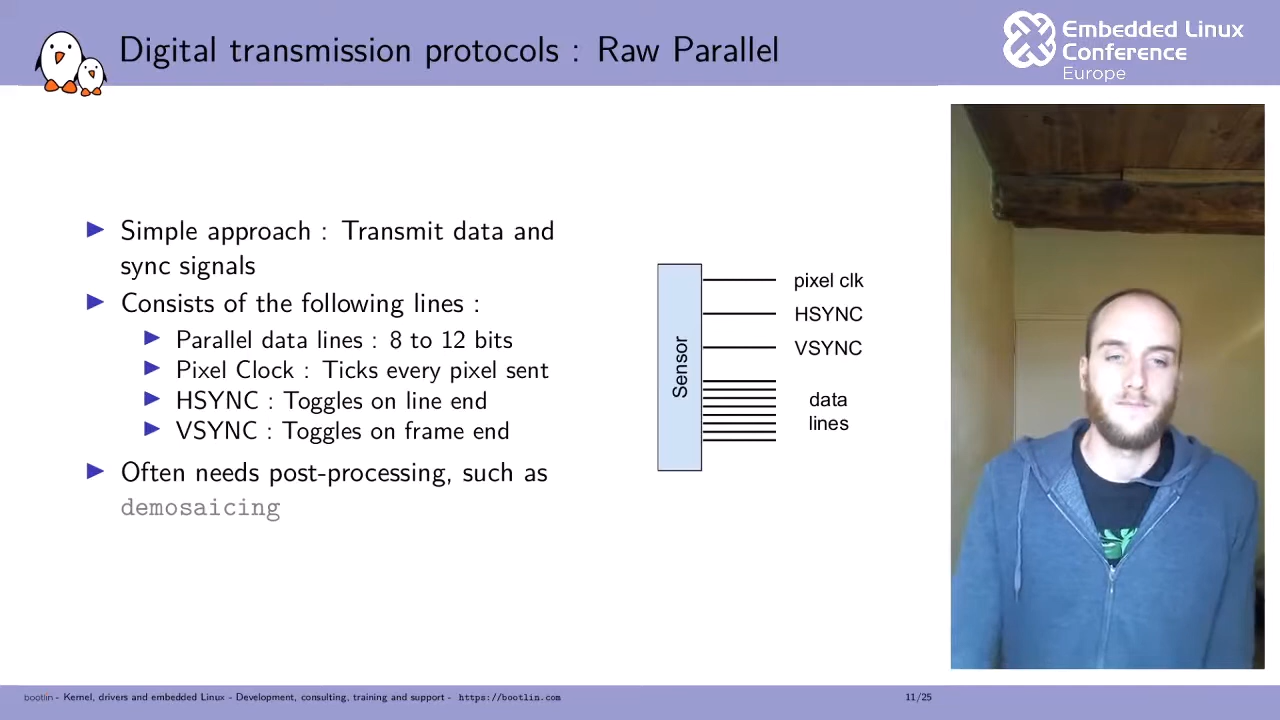 Digital transmission protocols : Raw Parallel
Embedded Linux
Conference
Europe
Simple approach : Transmit data and
sync signals
Consists of the following lines :
Parallel data lines : 8 to 12 bits
Pixel Clock : Ticks every pixel sent
HSYNC : Toggles on line end
VSYNC : Toggles on frame end
Often needs post-processing, such as
demosaicing
Sensor
pixel clk
HSYNC
VSYNC
data
lines
bootlin - Kernel, drivers and embedded Linux - Development, consulting, training and support - https://bootlin.com
11/25